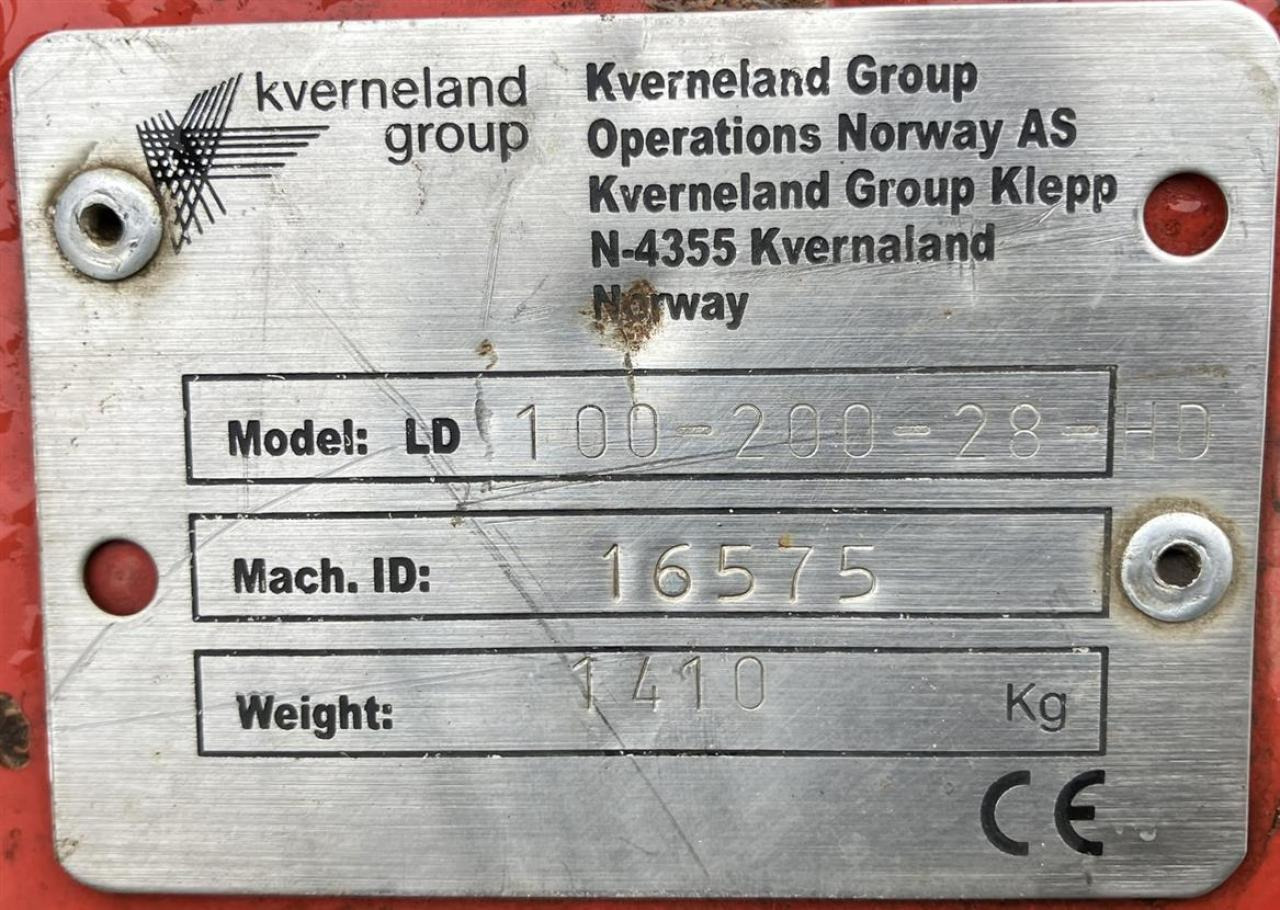 kverneland
group
Kverneland Group
Operations Norway AS
Kverneland Group Klepp
N-4355 Kvernaland
Norway
Model: LD 100-200-28-HD
Mach. ID: 16575
Weight: 1410 Kg
CE